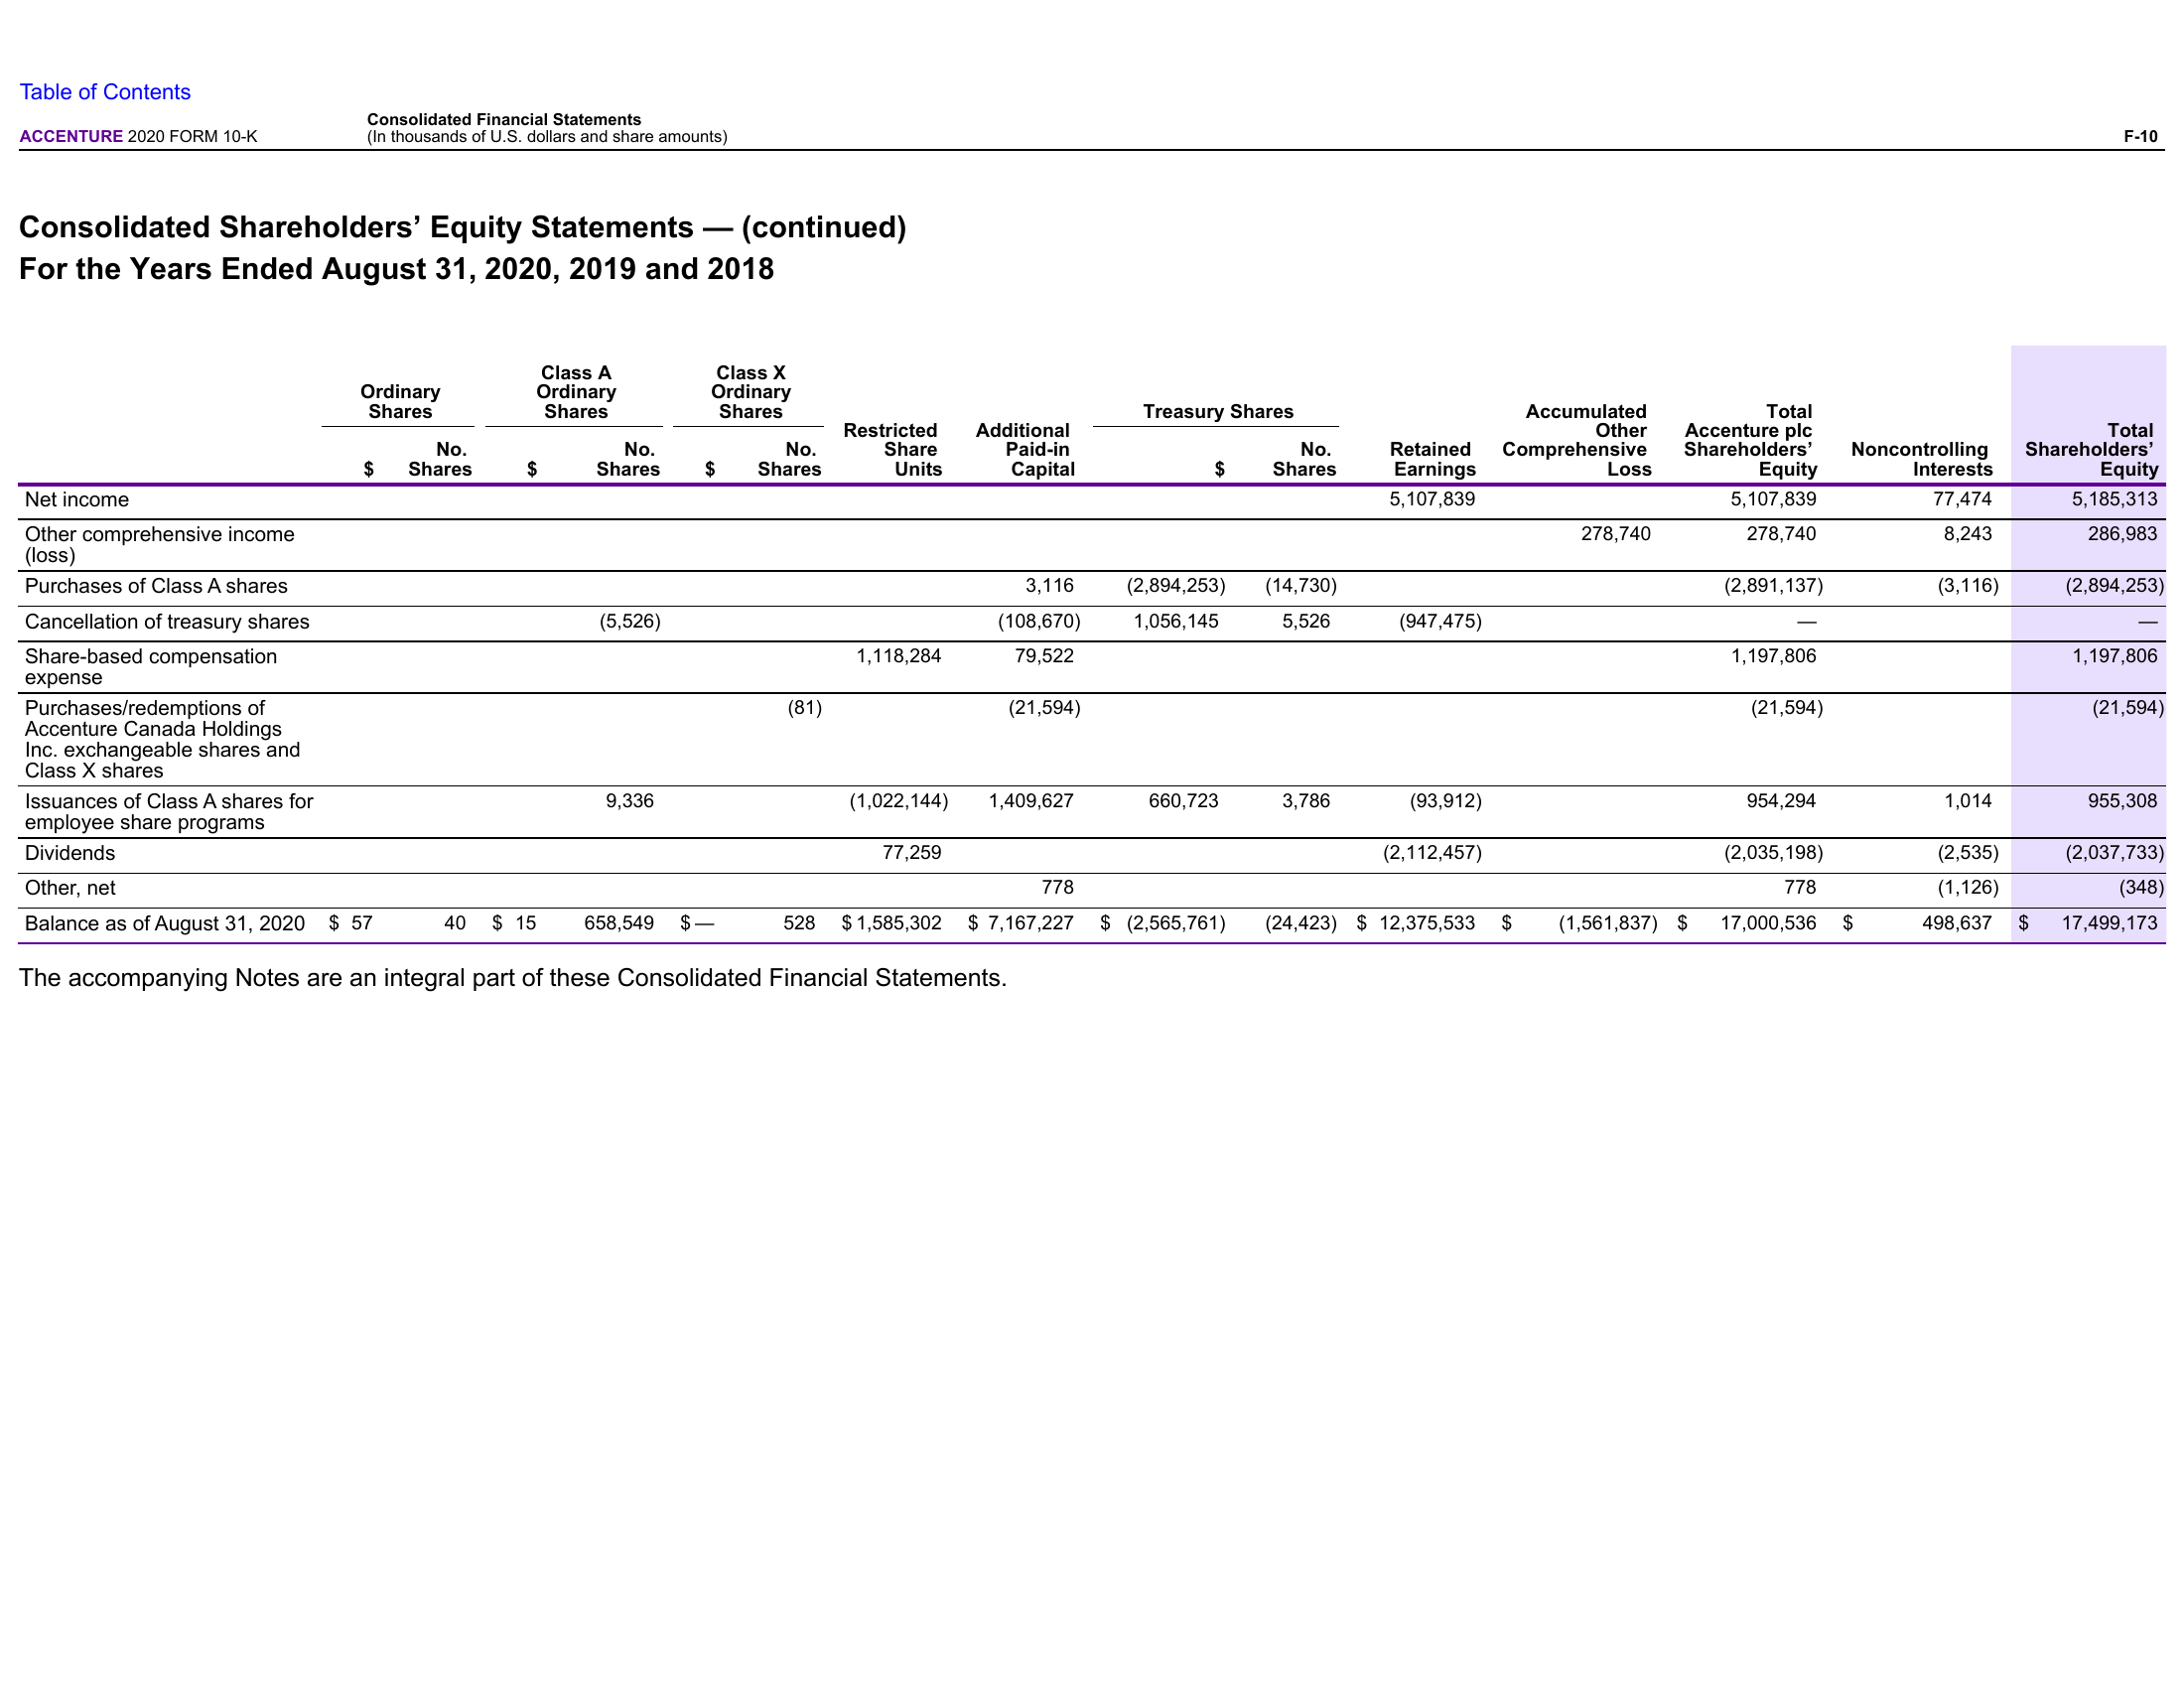 Table of Contents
Consolidated Financial Statements
ACCENTURE 2020 FORM 10-K (In thousands of U.S. dollars and share amounts) F-10
Consolidated Shareholders’ Equity Statements — (continued)
For the Years Ended August 31, 2020, 2019 and 2018
Ordinary Shares
Class A Ordinary Shares
Class X Ordinary Shares
Restricted Share Units
Additional Paid-in Capital
Treasury Shares
Retained Earnings
Accumulated Other Comprehensive Loss
Total Accenture plc Shareholders’ Equity
Noncontrolling Interests
Total Shareholders’ Equity
$ No. Shares $ No. Shares $ No. Shares $ No. Shares
Net income 5,107,839 5,107,839 77,474 5,185,313
Other comprehensive income 278,740 278,740 8,243 286,983
(loss)
Purchases of Class A shares 3,116 (2,894,253) (14,730) (2,891,137) (3,116) (2,894,253)
Cancellation of treasury shares (5,526) (108,670) 1,056,145 5,526 (947,475) — —
Share-based compensation 1,118,284 79,522 1,197,806 1,197,806
expense
Purchases/redemptions of (81) (21,594) (21,594) (21,594)
Accenture Canada Holdings
Inc. exchangeable shares and
Class X shares
Issuances of Class A shares for 9,336 (1,022,144) 1,409,627 660,723 3,786 (93,912) 954,294 1,014 955,308
employee share programs
Dividends 77,259 (2,112,457) (2,035,198) (2,535) (2,037,733)
Other, net 778 778 (1,126) (348)
Balance as of August 31, 2020 $ 57 40 $ 15 658,549 $ — 528 $ 1,585,302 $ 7,167,227 $ (2,565,761) (24,423) $ 12,375,533 $ (1,561,837) $ 17,000,536 $ 498,637 $ 17,499,173
The accompanying Notes are an integral part of these Consolidated Financial Statements.